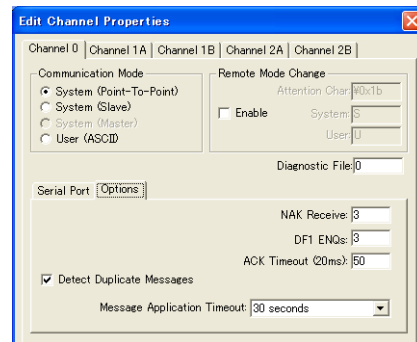 Edit Channel Properties
Channel 0 Channel 1A Channel 1B Channel 2A Channel 2B
Communication Mode
System (Point-To-Point)
System (Slave)
System (Master)
User (ASCII)
Remote Mode Change
Attention Char: ¥0x1b
Enable System: S
User: U
Diagnostic File: 0
Serial Port Options
NAK Receive: 3
DF1 ENQs: 3
ACK Timeout (20ms): 50
Detect Duplicate Messages
Message Application Timeout: 30 seconds